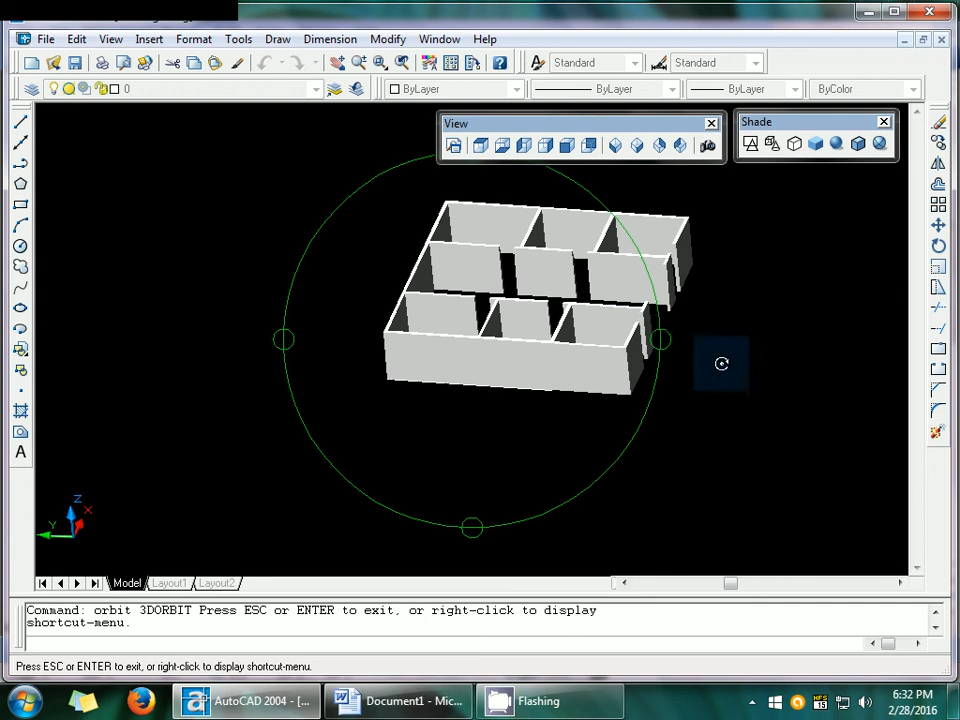 File Edit View Insert Format Tools Draw Dimension Modify Window Help
Standard Standard
0 ByLayer ByLayer ByLayer ByColor
View
Shade
A
Z
X
Y
Model Layout1 Layout2
Command: orbit 3DORBIT Press ESC or ENTER to exit, or right-click to display
shortcut-menu.
Press ESC or ENTER to exit, or right-click to display shortcut-menu.
AutoCAD 2004 - [... Document1 - Mic... Flashing
HFS
15
6:32 PM
2/28/2016